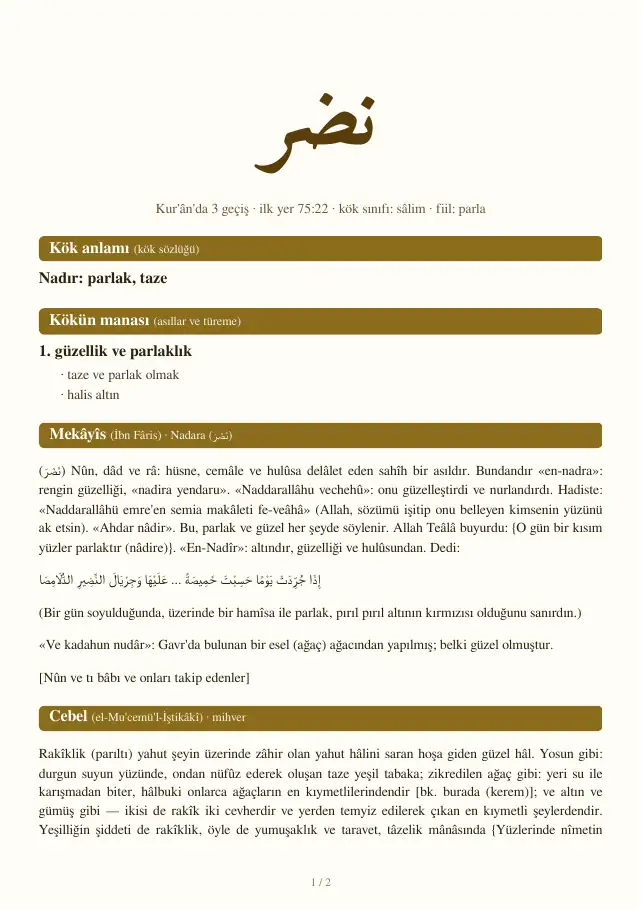 نضر
Kur'ân'da 3 geçiş · ilk yer 75:22 · kök sınıfı: sâlim · fiil: parla
Kök anlamı (kök sözlüğü)
Nadır: parlak, taze
Kökün manası (asıllar ve türeme)
1. güzellik ve parlaklık
· taze ve parlak olmak
· halis altın
Mekâyîs (İbn Fâris) · Nadara (نَضَرَ)
(نَضَرَ) Nûn, dâd ve râ: hüsne, cemâle ve hulûsa delâlet eden sahîh bir asıldır. Bundandır «en-nadra»:
rengin güzelliği, «nadira yendaru». «Naddarallâhu vechehû»: onu güzelleştirdi ve nurlandırdı. Hadiste:
«Naddarallâhu emre'en semia makâleti fe-veâhâ» (Allah, sözümü işitip onu belleyen kimsenin yüzünü
ak etsin). «Ahdar nâdir». Bu, parlak ve güzel her şeyde söylenir. Allah Teâlâ buyurdu: {O gün bir kısım
yüzler parlaktır (nâdire)}. «En-Nadîr»: altındır, güzelliği ve hulûsundan. Dedi:
إِذَا جُرِّدَتْ يَوْمًا حَسِبْتَ خَمِيصَةً ... عَلَيْهَا وَجِرْيَالَ النَّضِيرِ الدُّلَامِصَا
(Bir gün soyulduğunda, üzerinde bir hamîsa ile parlak, pırıl pırıl altının kırmızısı olduğunu sanırdın.)
«Ve kadahun nudâr»: Gavr'da bulunan bir esel (ağaç) ağacından yapılmış; belki güzel olmuştur.
[Nûn ve tı bâbı ve onları takip edenler]
Cebel (el-Mu'cemü'l-İştikâkî) · mihver
Rakîklik (parıltı) yahut şeyin üzerinde zâhir olan yahut hâlini saran hoşa giden güzel hâl. Yosun gibi:
durgun suyun yüzünde, ondan nüfûz ederek oluşan taze yeşil tabaka; zikredilen ağaç gibi: yeri su ile
karışmadan biter, hâlbuki onlarca ağaçların en kıymetlilerindendir [bk. burada (kerem)]; ve altın ve
gümüş gibi — ikisi de rakîk iki cevherdir ve yerden temyiz edilerek çıkan en kıymetli şeylerdendir.
Yeşilliğin şiddeti de rakîklik, öyle de yumuşaklık ve taravet, tâzelik mânâsında {Yüzlerinde nîmetin
1 / 2